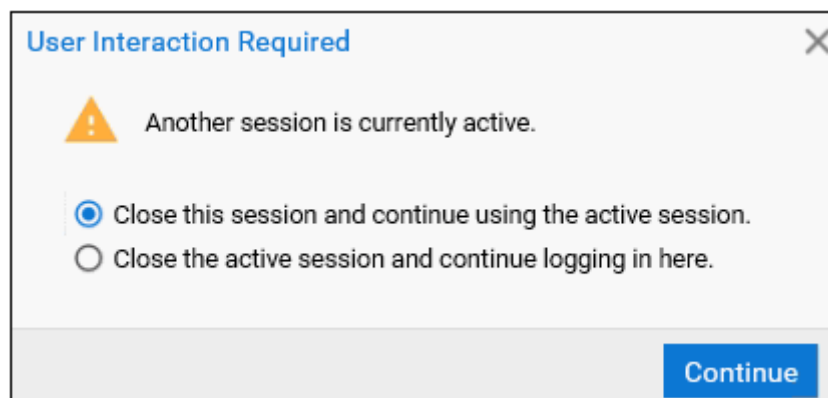 User Interaction Required
Another session is currently active.
Close this session and continue using the active session.
Close the active session and continue logging in here.
Continue